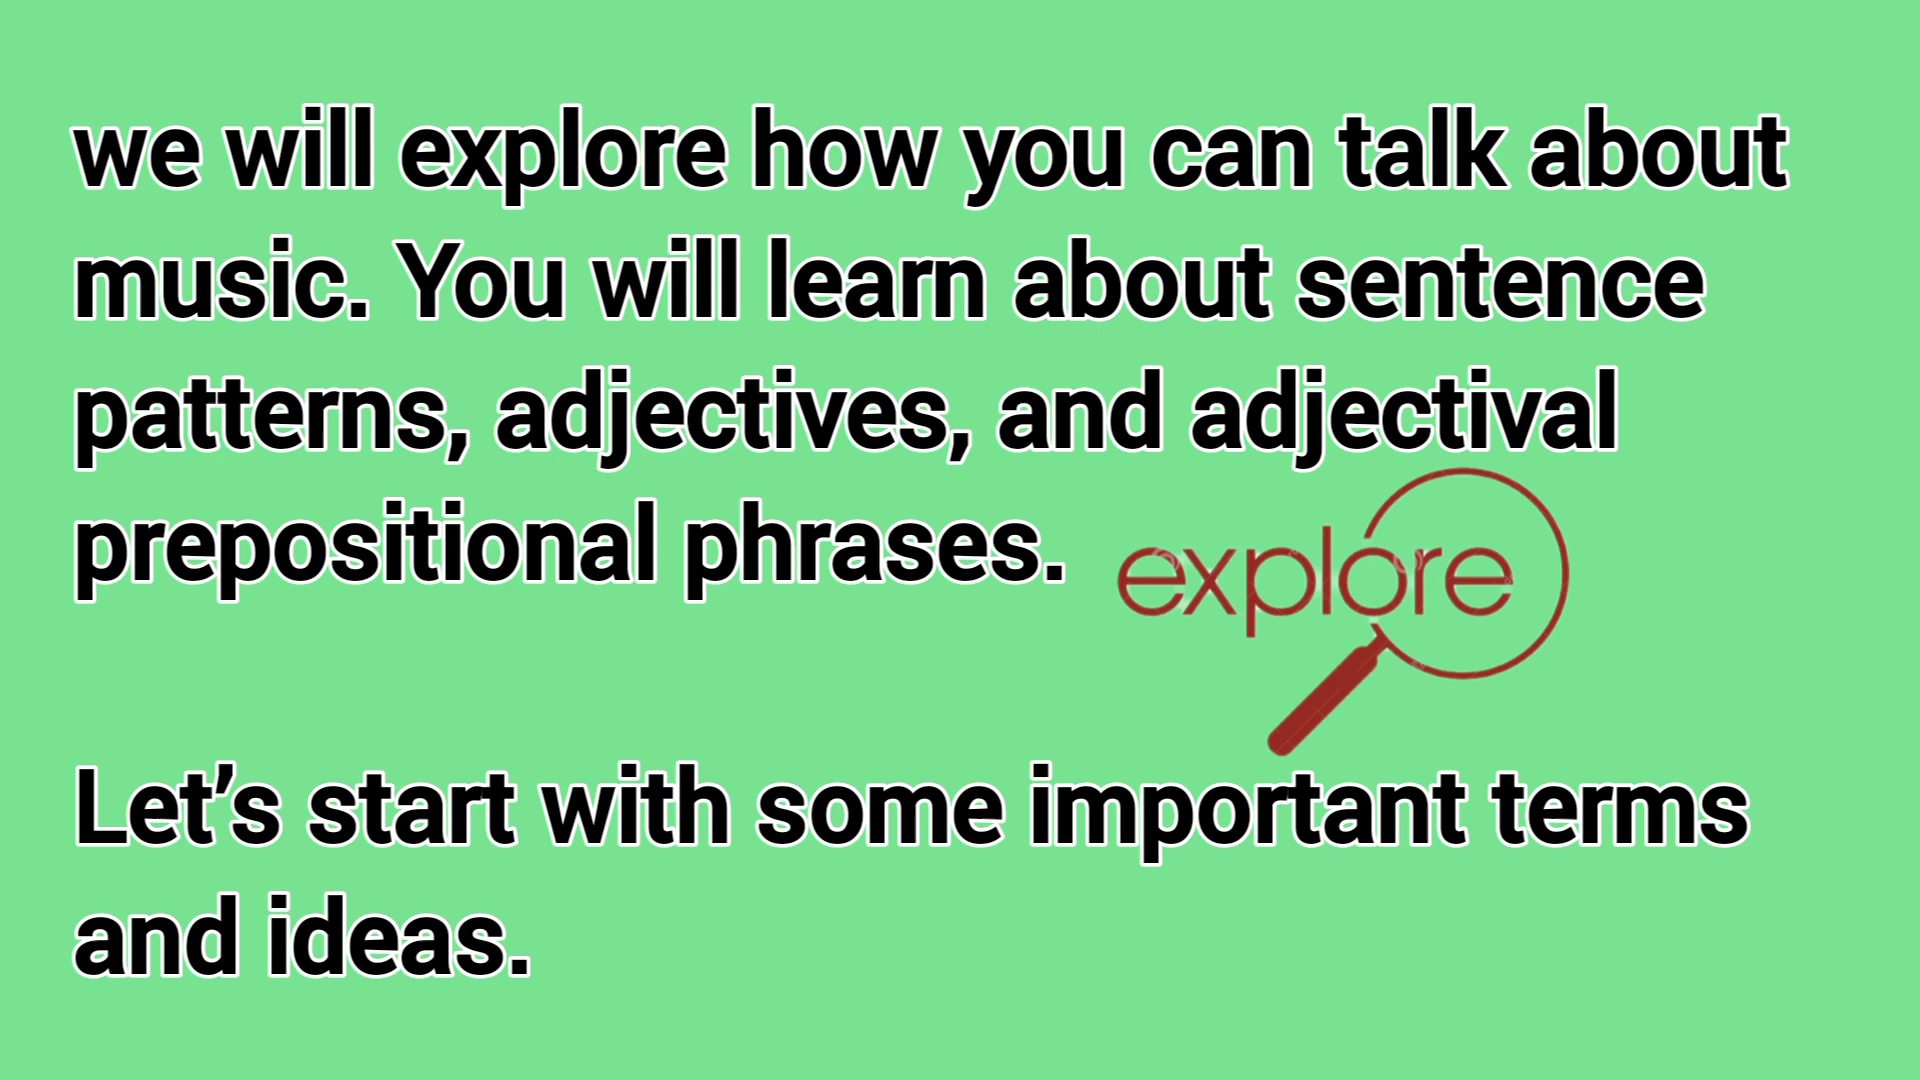 we will explore how you can talk about
music. You will learn about sentence
patterns, adjectives, and adjectival
prepositional phrases.
explore
Let’s start with some important terms
and ideas.